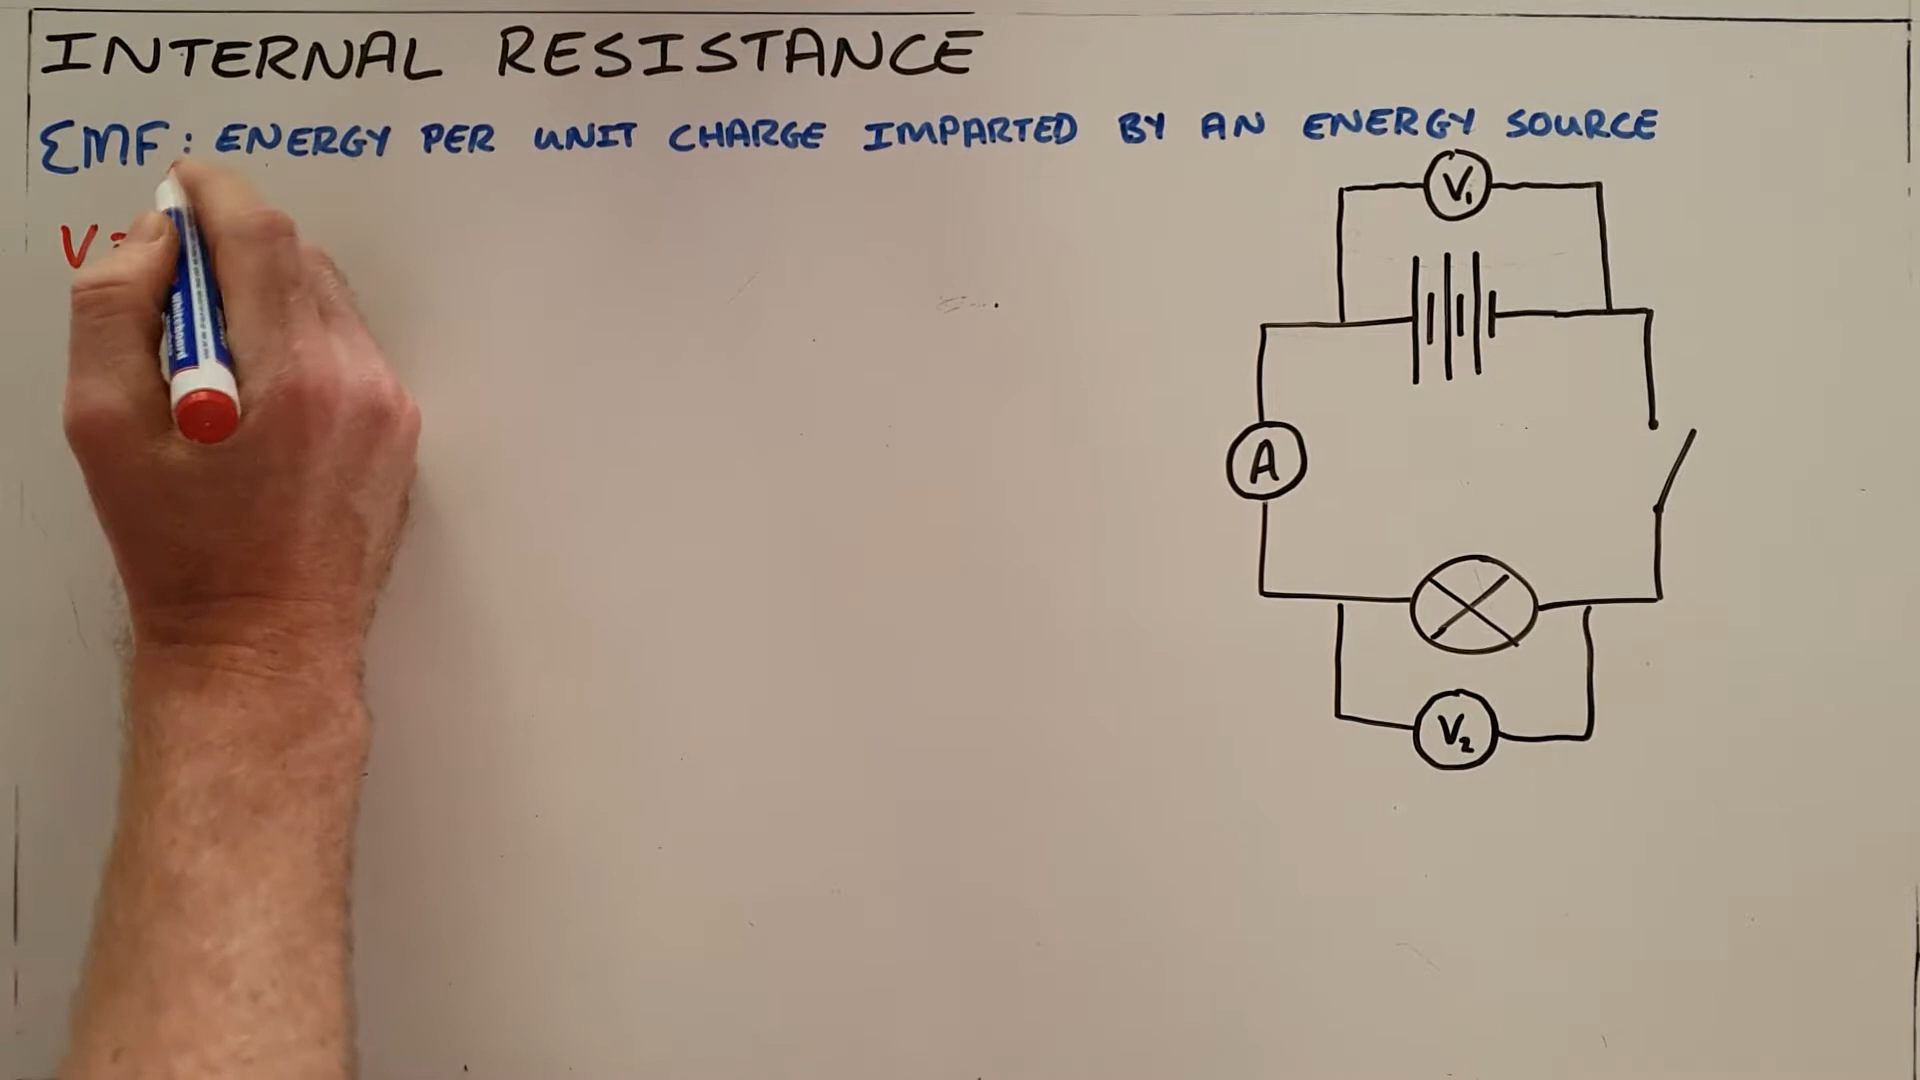 INTERNAL RESISTANCE
EMF: ENERGY PER UNIT CHARGE IMPARTED BY AN ENERGY SOURCE
V =
V₁
A
V₂